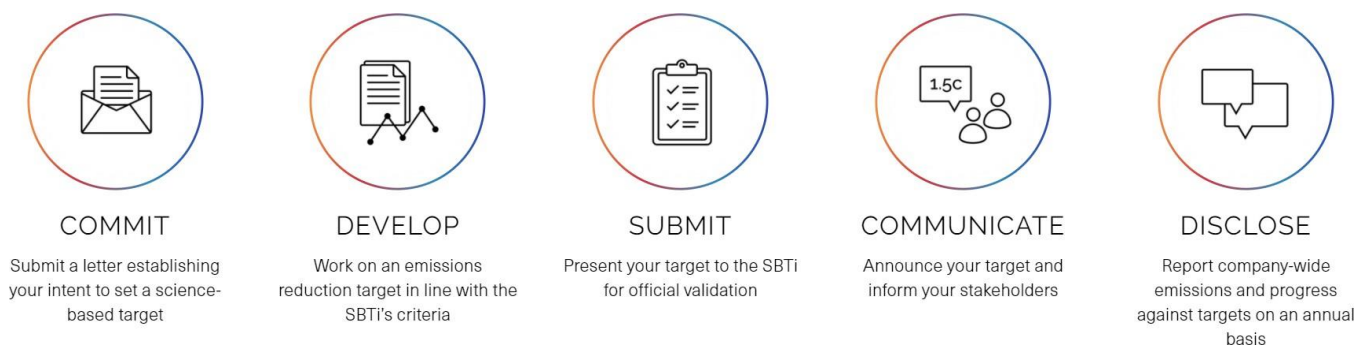 COMMIT
Submit a letter establishing
your intent to set a science-
based target
DEVELOP
Work on an emissions
reduction target in line with the
SBTi's criteria
SUBMIT
Present your target to the SBTi
for official validation
1.5c
COMMUNICATE
Announce your target and
inform your stakeholders
DISCLOSE
Report company-wide
emissions and progress
against targets on an annual
basis